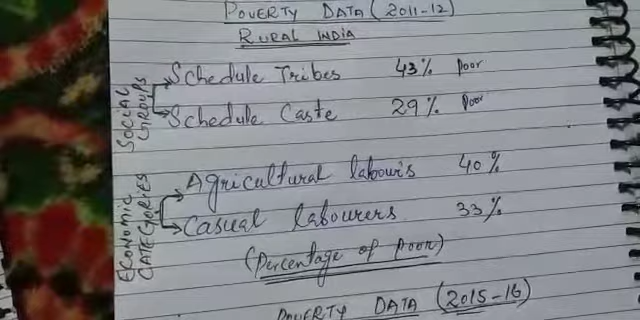 POVERTY DATA (2011-12)
RURAL INDIA
SOCIAL GROUPS
Schedule Tribes 43% Poor
Schedule Caste 29% Poor
ECONOMIC CATEGORIES
Agricultural labours 40%
Casual labourers 33%
(Percentage of poor)
POVERTY DATA (2015-16)